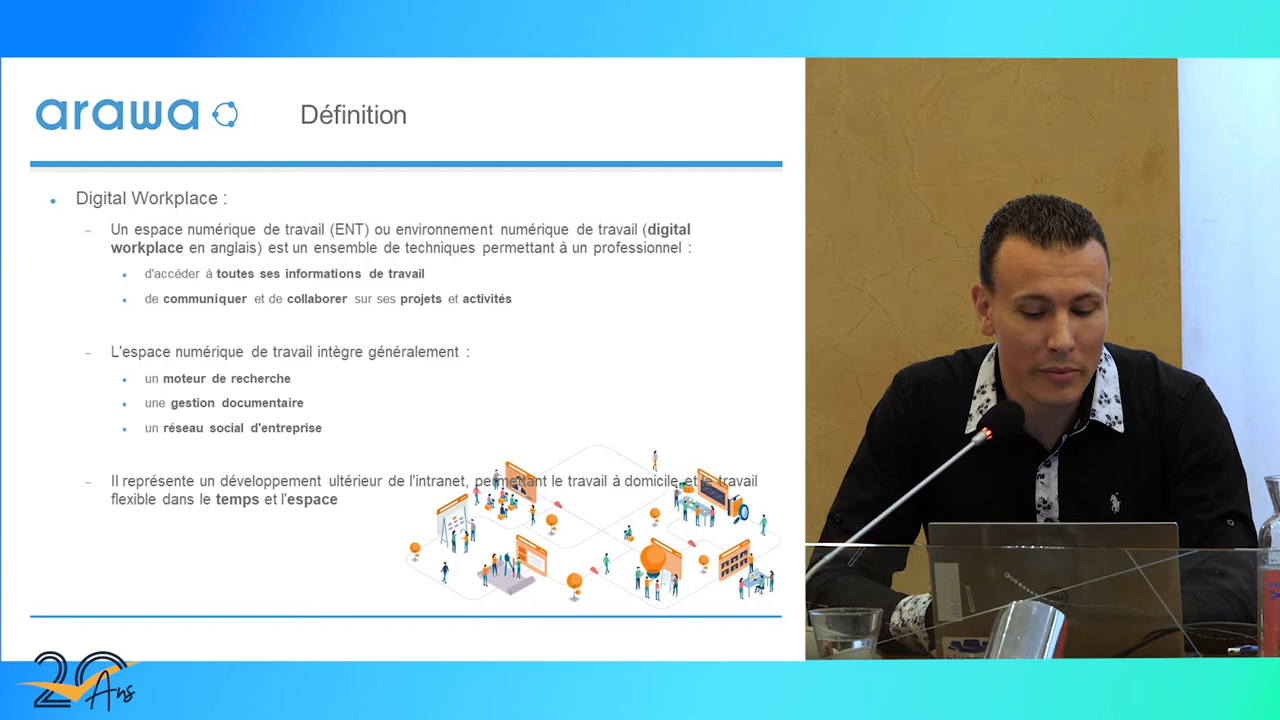 arawa
Définition
Digital Workplace :
Un espace numérique de travail (ENT) ou environnement numérique de travail (digital
workplace en anglais) est un ensemble de techniques permettant à un professionnel :
d'accéder à toutes ses informations de travail
de communiquer et de collaborer sur ses projets et activités
L'espace numérique de travail intègre généralement :
un moteur de recherche
une gestion documentaire
un réseau social d'entreprise
Il représente un développement ultérieur de l'intranet, permettant le travail à domicile et le travail
flexible dans le temps et l'espace
20
Ans